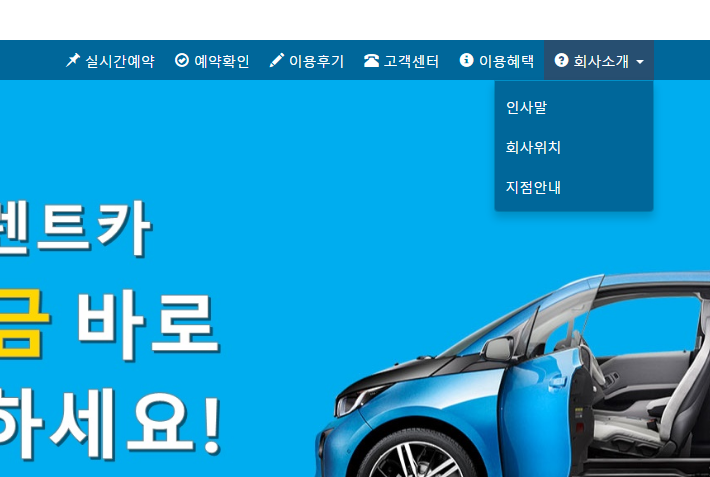 실시간예약 예약확인 이용후기 고객센터 이용혜택 회사소개
인사말
회사위치
지점안내
렌트카
금 바로
하세요!